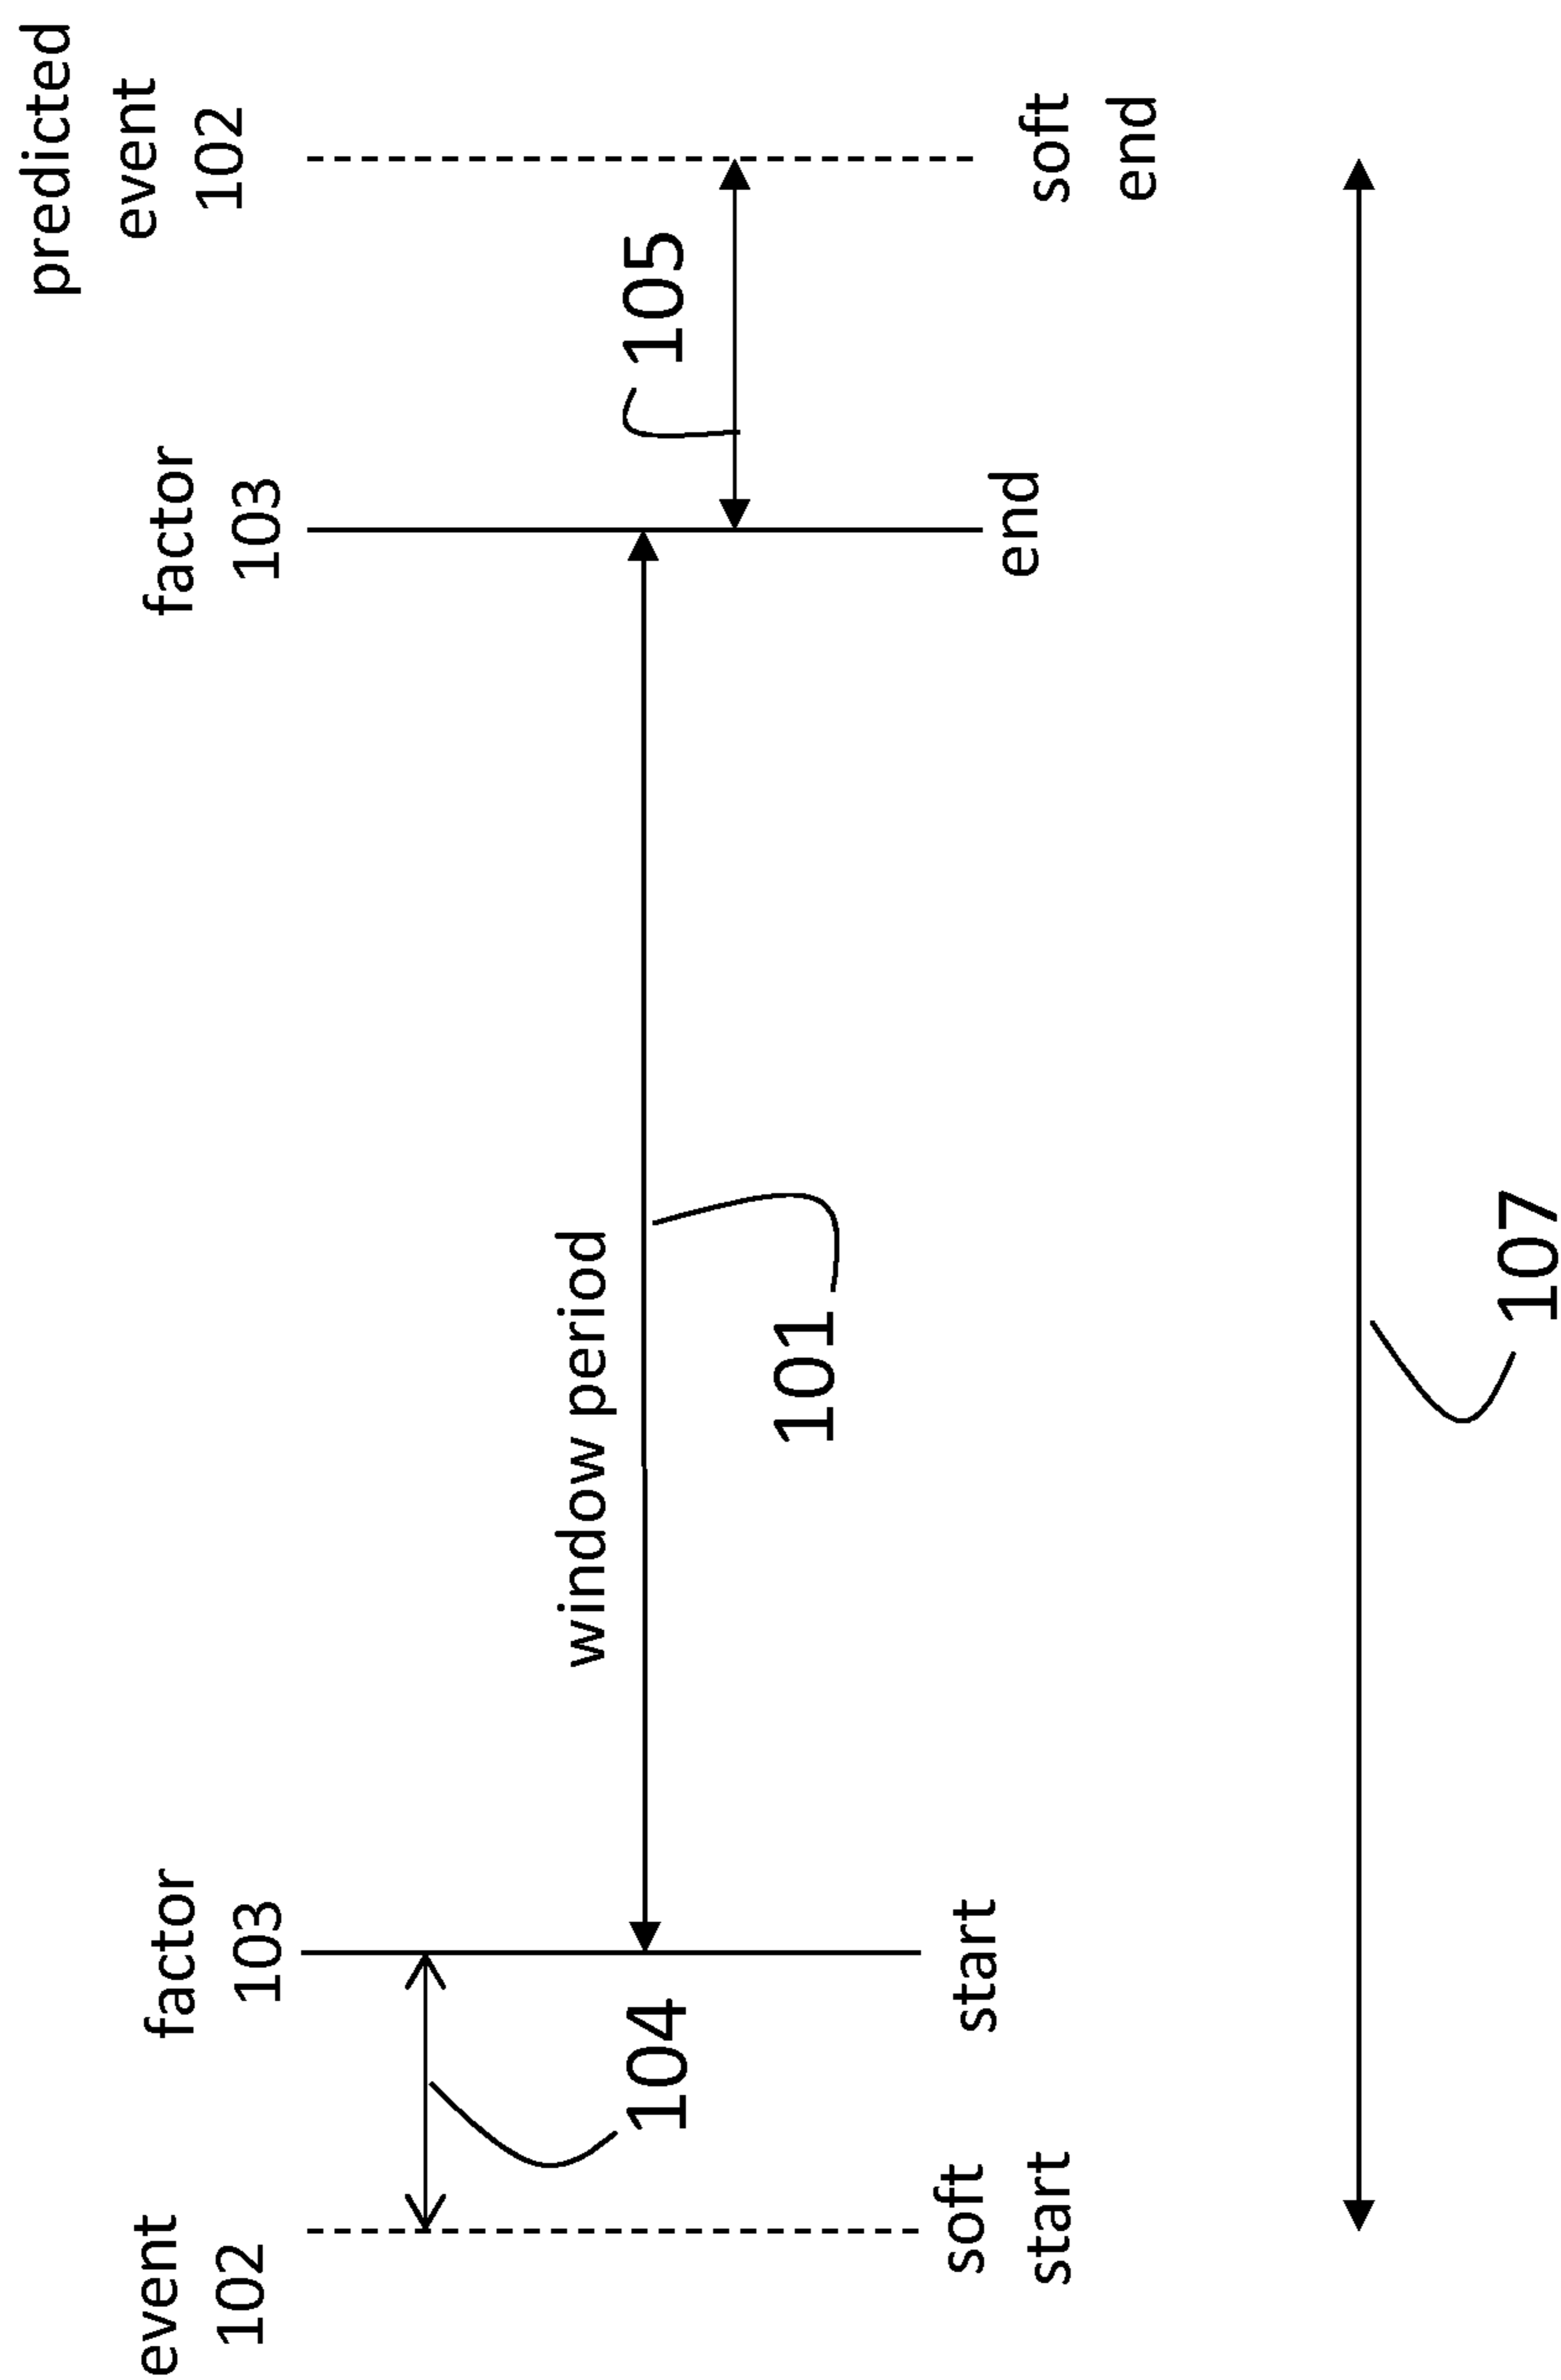 event
102
factor
103
factor
103
predicted
event
102
window period
104
101
105
soft
start
start
end
soft
end
107